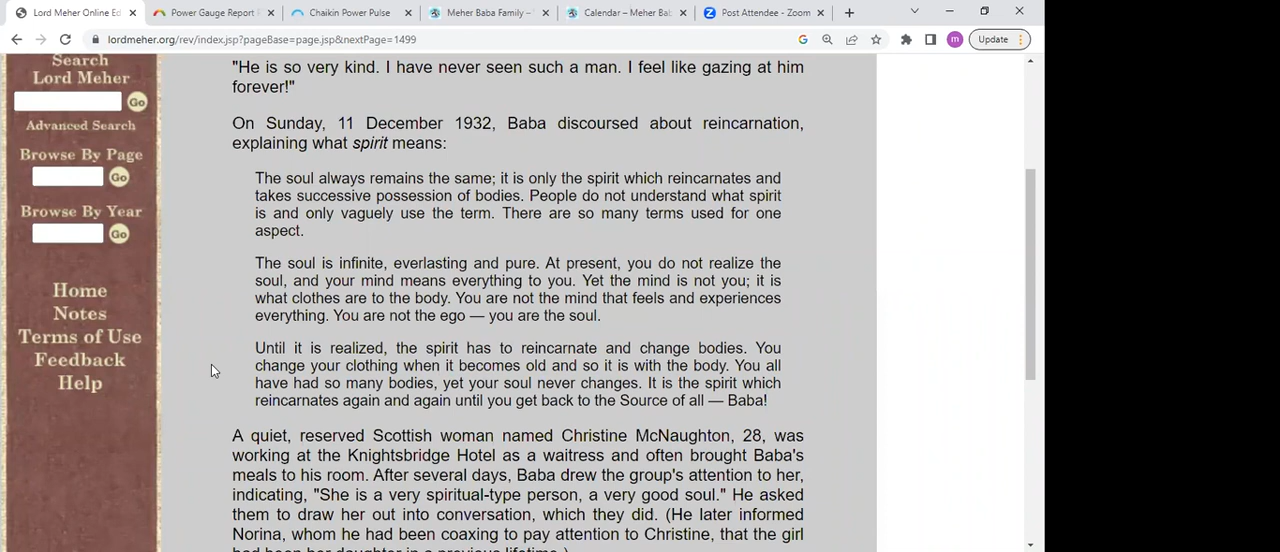 Lord Meher Online Ed
Power Gauge Report
Chaikin Power Pulse
Meher Baba Family –
Calendar – Meher Bab
Post Attendee - Zoom
lordmeher.org/rev/index.jsp?pageBase=page.jsp&nextPage=1499
G
m
Update
Search
Lord Meher
Go
Advanced Search
Browse By Page
Go
Browse By Year
Go
Home
Notes
Terms of Use
Feedback
Help
"He is so very kind. I have never seen such a man. I feel like gazing at him
forever!"
On Sunday, 11 December 1932, Baba discoursed about reincarnation,
explaining what spirit means:
The soul always remains the same; it is only the spirit which reincarnates and
takes successive possession of bodies. People do not understand what spirit
is and only vaguely use the term. There are so many terms used for one
aspect.
The soul is infinite, everlasting and pure. At present, you do not realize the
soul, and your mind means everything to you. Yet the mind is not you; it is
what clothes are to the body. You are not the mind that feels and experiences
everything. You are not the ego — you are the soul.
Until it is realized, the spirit has to reincarnate and change bodies. You
change your clothing when it becomes old and so it is with the body. You all
have had so many bodies, yet your soul never changes. It is the spirit which
reincarnates again and again until you get back to the Source of all — Baba!
A quiet, reserved Scottish woman named Christine McNaughton, 28, was
working at the Knightsbridge Hotel as a waitress and often brought Baba's
meals to his room. After several days, Baba drew the group's attention to her,
indicating, "She is a very spiritual-type person, a very good soul." He asked
them to draw her out into conversation, which they did. (He later informed
Norina, whom he had been coaxing to pay attention to Christine, that the girl
had been her daughter in a previous lifetime.)